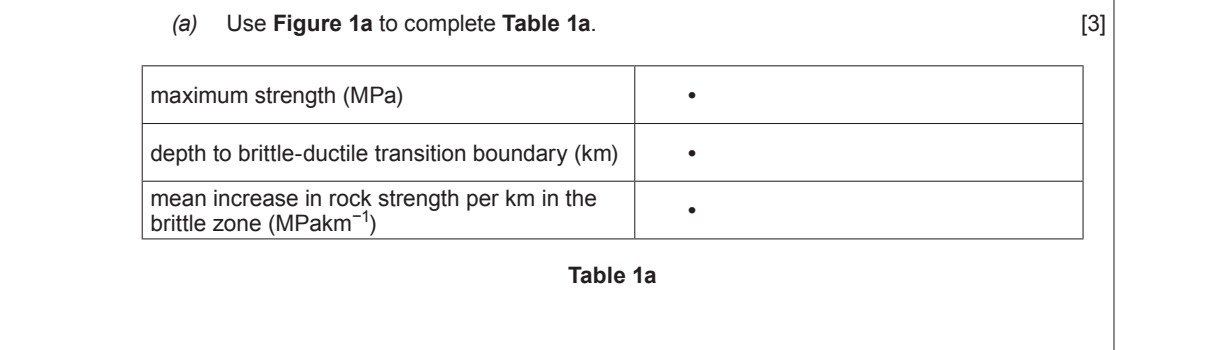 (a) Use Figure 1a to complete Table 1a. [3]
maximum strength (MPa) •
depth to brittle-ductile transition boundary (km) •
mean increase in rock strength per km in the
brittle zone (MPakm⁻¹) •
Table 1a